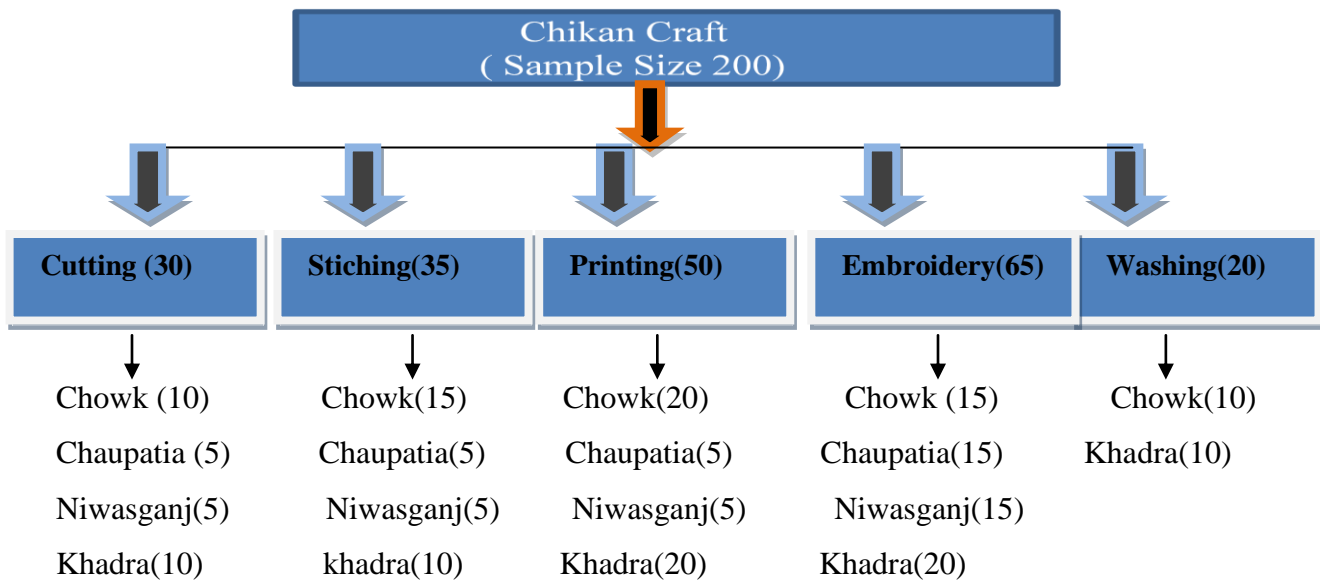 Chikan Craft
( Sample Size 200)
Cutting (30)
Stiching(35)
Printing(50)
Embroidery(65)
Washing(20)
Chowk (10)
Chaupatia (5)
Niwasganj(5)
Khadra(10)
Chowk(15)
Chaupatia(5)
Niwasganj(5)
khadra(10)
Chowk(20)
Chaupatia(5)
Niwasganj(5)
Khadra(20)
Chowk (15)
Chaupatia(15)
Niwasganj(15)
Khadra(20)
Chowk(10)
Khadra(10)